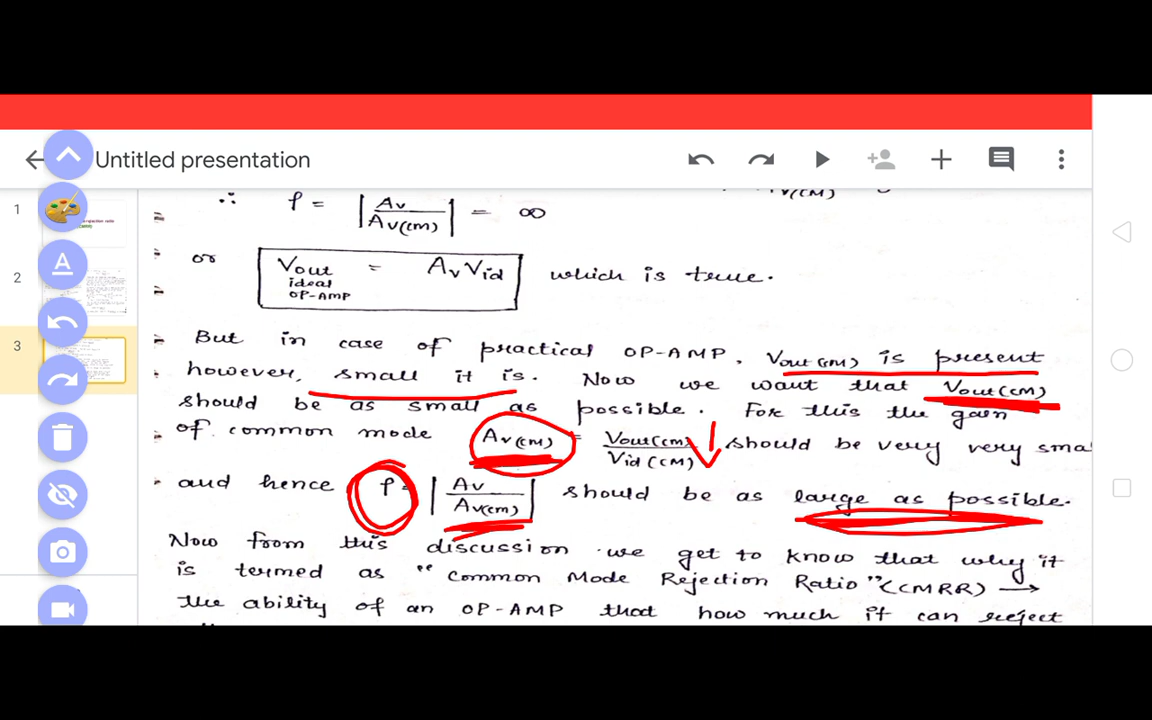 Untitled presentation
1
2
3
Av(CM)
∴ ρ = |Av / Av(CM)| = ∞
or Vout ideal OP-AMP = Av Vid which is true.
But in case of practical OP-AMP, Vout(CM) is present
however, small it is. Now we want that Vout(CM)
should be as small as possible. For this the gain
of common mode Av(CM) = Vout(CM) / Vid(CM) should be very very sma
and hence ρ = |Av / Av(CM)| should be as large as possible.
Now from this discussion we get to know that why it
is termed as "Common Mode Rejection Ratio" (CMRR) →
the ability of an OP-AMP that how much it can reject